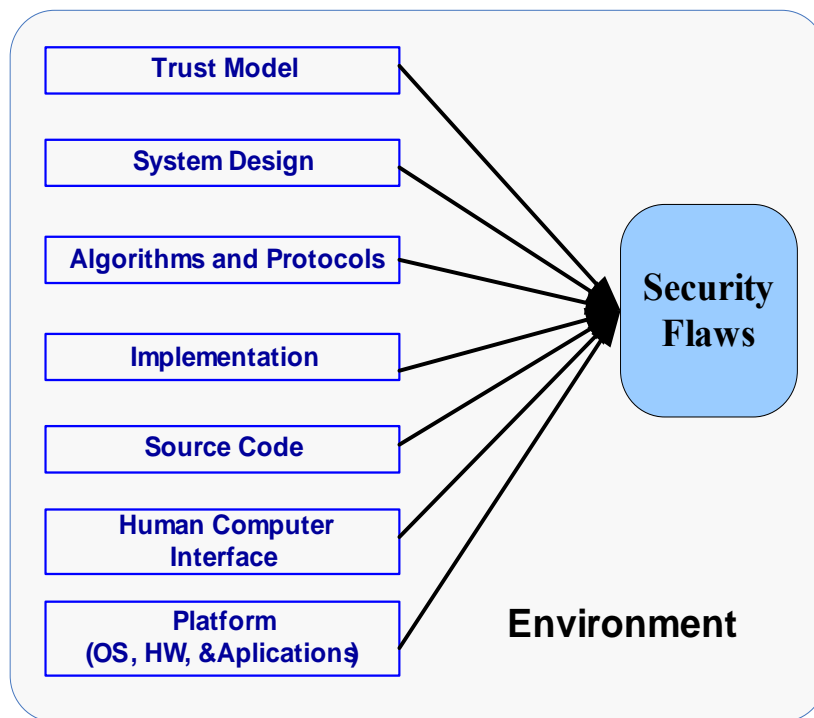 Trust Model
System Design
Algorithms and Protocols
Implementation
Source Code
Human Computer
Interface
Platform
(OS, HW, &Aplications)
Security
Flaws
Environment